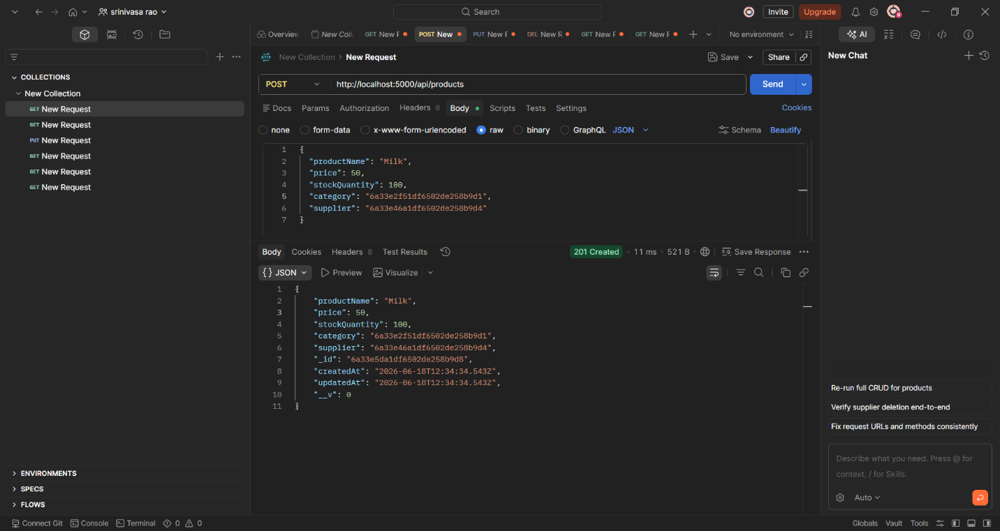 srinivasa rao
Search
Invite
Upgrade
Overview
New Coll
GET New F
POST New
PUT New F
DEL New R
GET New F
GET New F
No environment
AI
New Collection > New Request
Save
Share
New Chat
COLLECTIONS
New Collection
GET New Request
GET New Request
PUT New Request
GET New Request
GET New Request
GET New Request
POST
http://localhost:5000/api/products
Send
Docs Params Authorization Headers 8 Body Scripts Tests Settings
Cookies
none form-data x-www-form-urlencoded raw binary GraphQL JSON
Schema Beautify
1 {
2 "productName": "Milk",
3 "price": 50,
4 "stockQuantity": 100,
5 "category": "6a33e2f51df6502de258b9d1",
6 "supplier": "6a33e46a1df6502de258b9d4"
7 }
Body Cookies Headers 8 Test Results
201 Created • 11 ms • 521 B
e.g. Save Response
{ } JSON Preview Visualize
1 {
2 "productName": "Milk",
3 "price": 50,
4 "stockQuantity": 100,
5 "category": "6a33e2f51df6502de258b9d1",
6 "supplier": "6a33e46a1df6502de258b9d4",
7 "_id": "6a33e5da1df6502de258b9d8",
8 "createdAt": "2026-06-18T12:34:34.543Z",
9 "updatedAt": "2026-06-18T12:34:34.543Z",
10 "__v": 0
11 }
Re-run full CRUD for products
Verify supplier deletion end-to-end
Fix request URLs and methods consistently
Describe what you need. Press @ for
context, / for Skills.
Auto
ENVIRONMENTS
SPECS
FLOWS
Connect Git Console Terminal 0 0
Globals Vault Tools